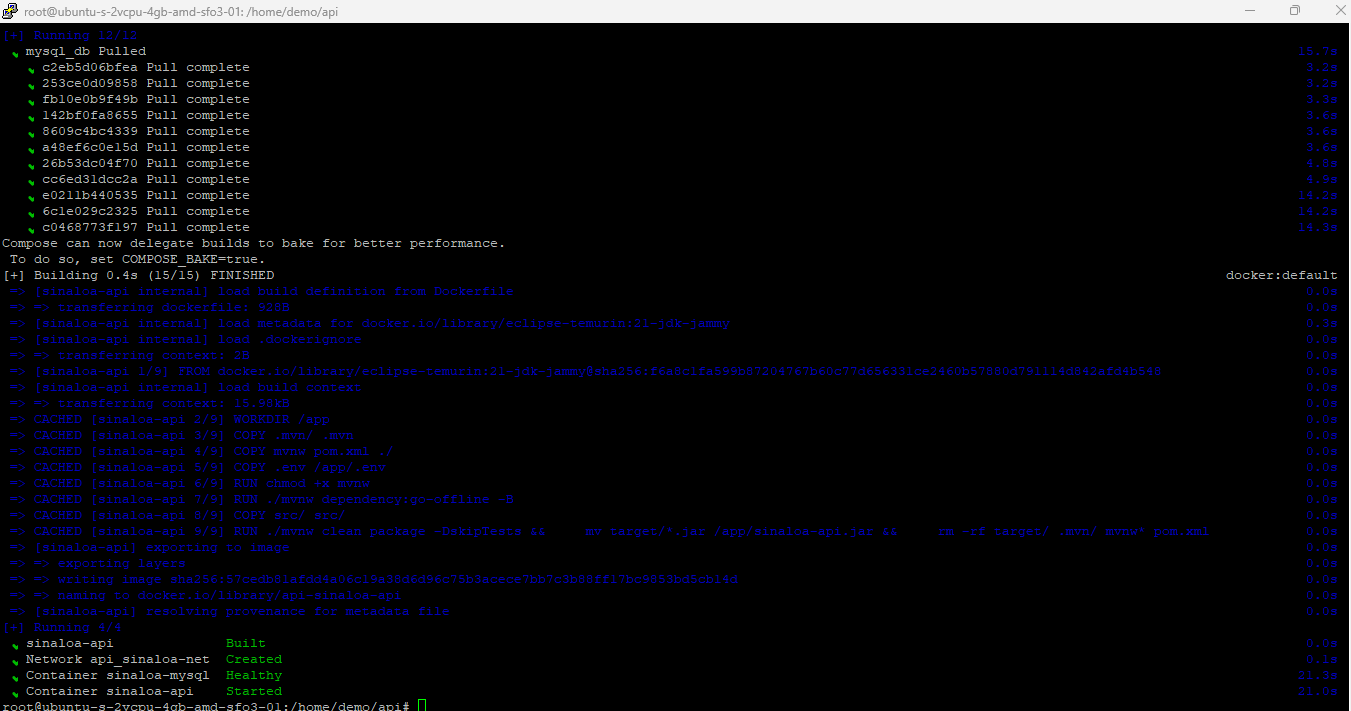 root@ubuntu-s-2vcpu-4gb-amd-sfo3-01: /home/demo/api
[+] Running 12/12
mysql_db Pulled 15.7s
c2eb5d06bfea Pull complete 3.2s
253ce0d09858 Pull complete 3.2s
fb10e0b9f49b Pull complete 3.3s
142bf0fa8655 Pull complete 3.6s
8609c4bc4339 Pull complete 3.6s
a48ef6c0e15d Pull complete 3.6s
26b53dc04f70 Pull complete 4.8s
cc6ed31dcc2a Pull complete 4.9s
e0211b440535 Pull complete 14.2s
6c1e029c2325 Pull complete 14.2s
c0468773f197 Pull complete 14.3s
Compose can now delegate builds to bake for better performance.
To do so, set COMPOSE_BAKE=true.
[+] Building 0.4s (15/15) FINISHED docker:default
=> [sinaloa-api internal] load build definition from Dockerfile 0.0s
=> => transferring dockerfile: 928B 0.0s
=> [sinaloa-api internal] load metadata for docker.io/library/eclipse-temurin:21-jdk-jammy 0.3s
=> [sinaloa-api internal] load .dockerignore 0.0s
=> => transferring context: 2B 0.0s
=> [sinaloa-api 1/9] FROM 0.0s
=> [sinaloa-api internal] load build context 0.0s
=> => transferring context: 15.98kB 0.0s
=> CACHED [sinaloa-api 2/9] WORKDIR /app 0.0s
=> CACHED [sinaloa-api 3/9] COPY .mvn/ .mvn 0.0s
=> CACHED [sinaloa-api 4/9] COPY mvnw pom.xml ./ 0.0s
=> CACHED [sinaloa-api 5/9] COPY .env /app/.env 0.0s
=> CACHED [sinaloa-api 6/9] RUN chmod +x mvnw 0.0s
=> CACHED [sinaloa-api 7/9] RUN ./mvnw dependency:go-offline -B 0.0s
=> CACHED [sinaloa-api 8/9] COPY src/ src/ 0.0s
=> CACHED [sinaloa-api 9/9] RUN ./mvnw clean package -DskipTests && mv target/*.jar /app/sinaloa-api.jar && rm -rf target/ .mvn/ mvnw* pom.xml 0.0s
=> [sinaloa-api] exporting to image 0.0s
=> => exporting layers 0.0s
=> => writing image 0.0s
=> => naming to docker.io/library/api-sinaloa-api 0.0s
=> [sinaloa-api] resolving provenance for metadata file 0.0s
[+] Running 4/4
sinaloa-api Built 0.0s
Network api_sinaloa-net Created 0.1s
Container sinaloa-mysql Healthy 21.3s
Container sinaloa-api Started 21.0s
root@ubuntu-s-2vcpu-4gb-amd-sfo3-01:/home/demo/api#